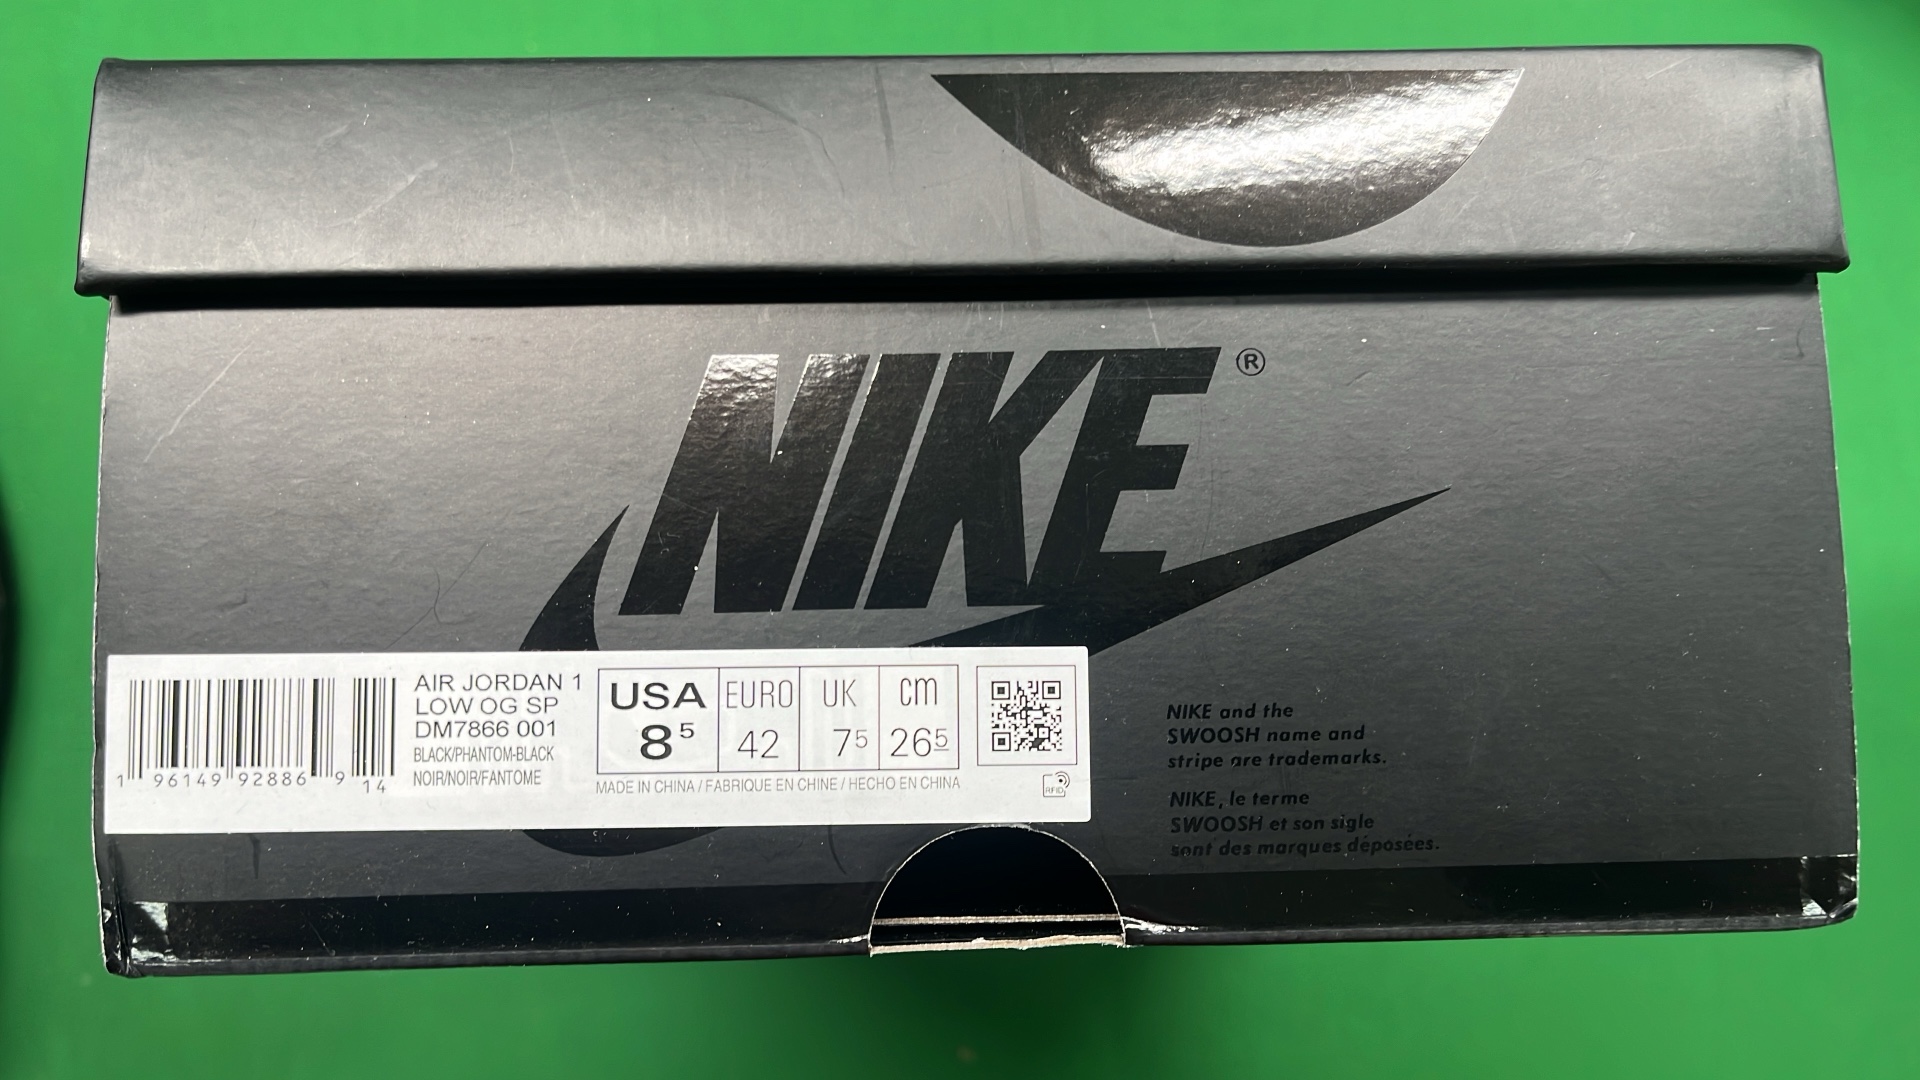 NIKE®
AIR JORDAN 1
LOW OG SP
DM7866 001
BLACK/PHANTOM-BLACK
NOIR/NOIR/FANTOME
1 96149 92886 9 14
USA EURO UK cm
8⁵ 42 7⁵ 26⁵
MADE IN CHINA / FABRIQUE EN CHINE / HECHO EN CHINA
RFID
NIKE and the
SWOOSH name and
stripe are trademarks.
NIKE, le terme
SWOOSH et son sigle
sont des marques déposées.